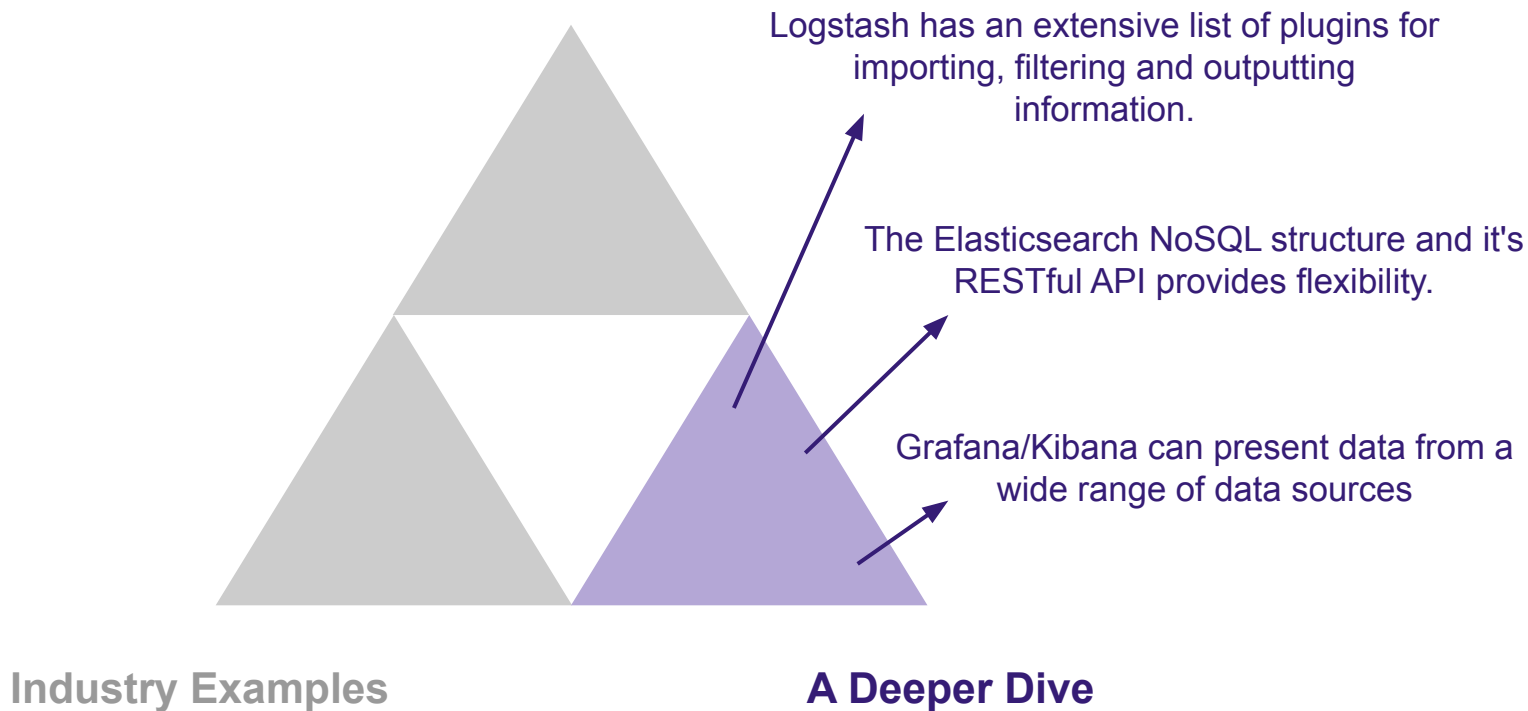 Logstash has an extensive list of plugins for
importing, filtering and outputting
information.
The Elasticsearch NoSQL structure and it's
RESTful API provides flexibility.
Grafana/Kibana can present data from a
wide range of data sources
Industry Examples
A Deeper Dive